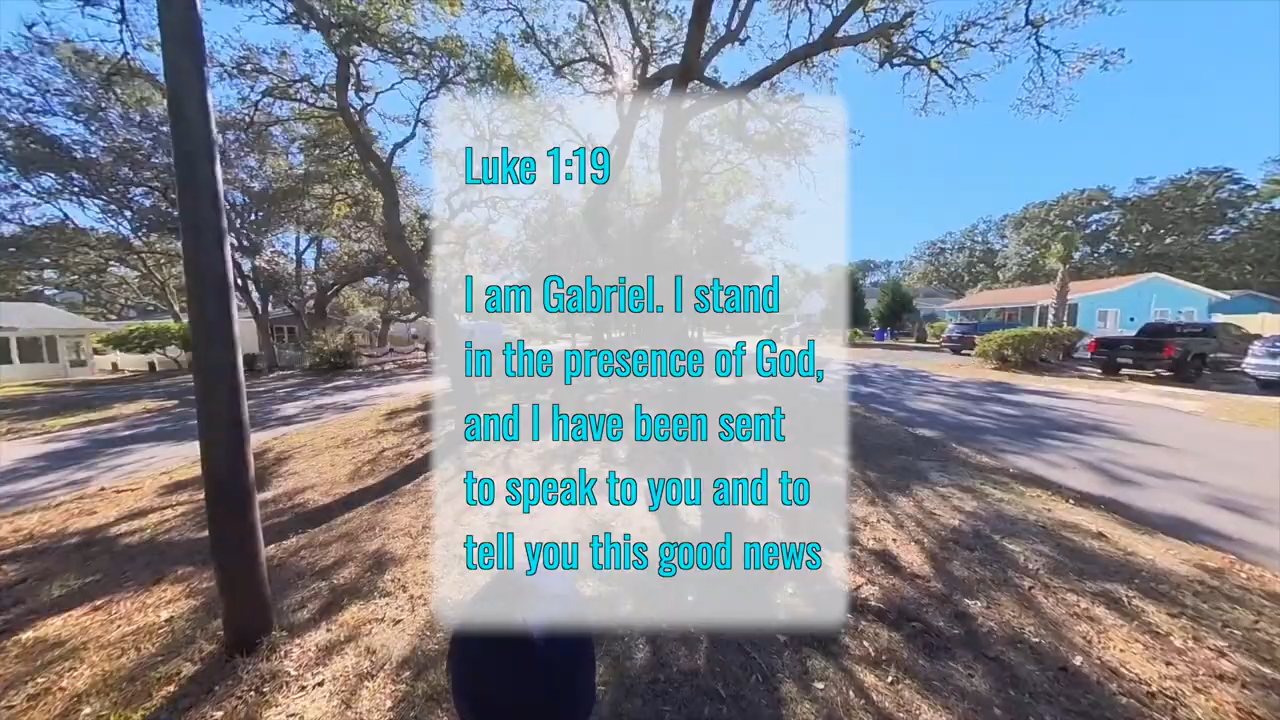 Luke 1:19
I am Gabriel. I stand
in the presence of God,
and I have been sent
to speak to you and to
tell you this good news